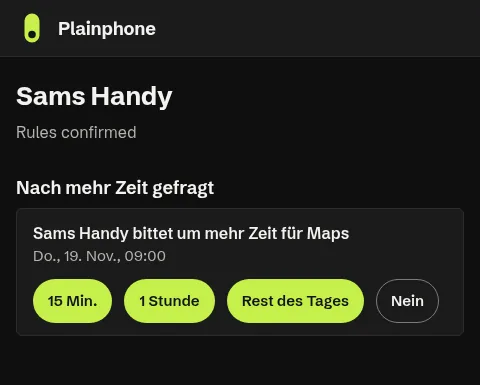 Plainphone
Sams Handy
Rules confirmed
Nach mehr Zeit gefragt
Sams Handy bittet um mehr Zeit für Maps
Do., 19. Nov., 09:00
15 Min. 1 Stunde Rest des Tages Nein